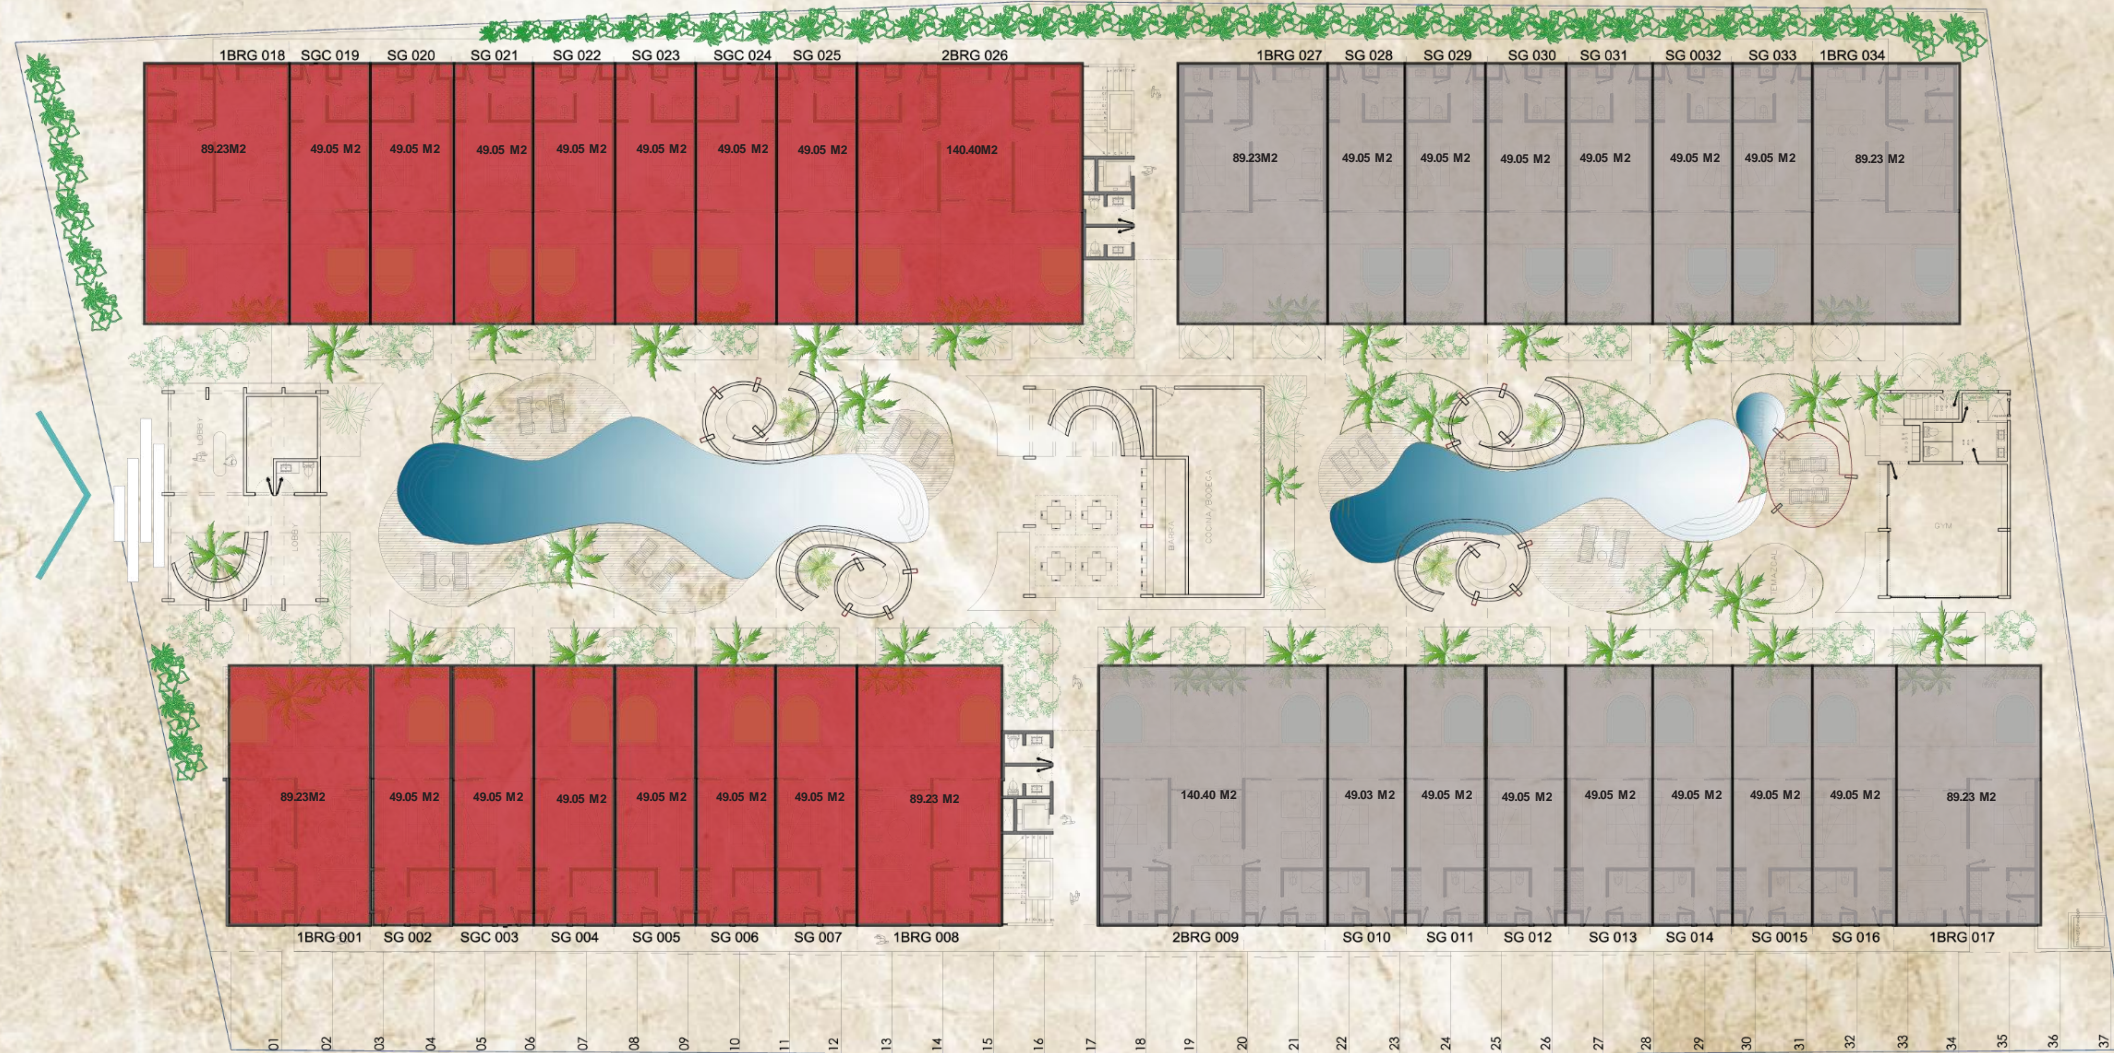 1BRG 018 SGC 019 SG 020 SG 021 SG 022 SG 023 SGC 024 SG 025 2BRG 026 1BRG 027 SG 028 SG 029 SG 030 SG 031 SG 0032 SG 033 1BRG 034
89.23M2 49.05 M2 49.05 M2 49.05 M2 49.05 M2 49.05 M2 49.05 M2 49.05 M2 140.40M2
89.23M2 49.05 M2 49.05 M2 49.05 M2 49.05 M2 49.05 M2 49.05 M2 89.23 M2
LOBBY
LOBBY
BARRA
COCINA/BODEGA
TEMAZCAL
GYM
89.23M2 49.05 M2 49.05 M2 49.05 M2 49.05 M2 49.05 M2 49.05 M2 89.23 M2
140.40 M2 49.03 M2 49.05 M2 49.05 M2 49.05 M2 49.05 M2 49.05 M2 49.05 M2 89.23 M2
1BRG 001 SG 002 SGC 003 SG 004 SG 005 SG 006 SG 007 1BRG 008 2BRG 009 SG 010 SG 011 SG 012 SG 013 SG 014 SG 0015 SG 016 1BRG 017
01 02 03 04 05 06 07 08 09 10 11 12 13 14 15 16 17 18 19 20 21 22 23 24 25 26 27 28 29 30 31 32 33 34 35 36 37